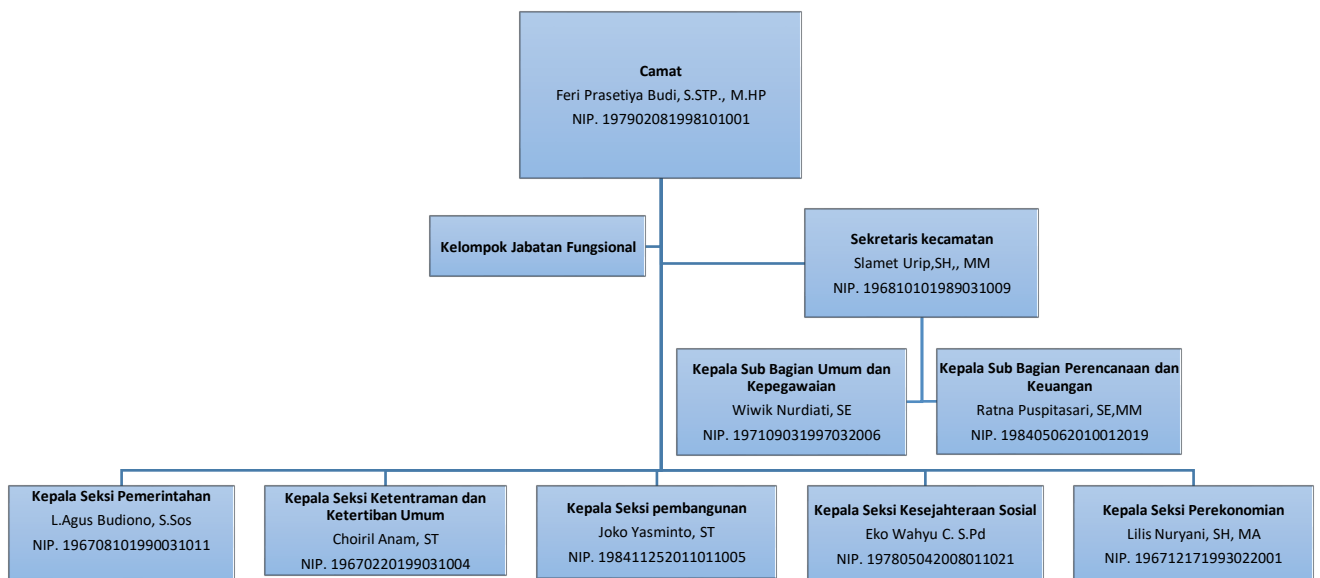 Camat
Feri Prasetiya Budi, S.STP., M.HP
NIP. 197902081998101001
Kelompok Jabatan Fungsional
Sekretaris kecamatan
Slamet Urip,SH,, MM
NIP. 196810101989031009
Kepala Sub Bagian Umum dan
Kepegawaian
Wiwik Nurdiati, SE
NIP. 197109031997032006
Kepala Sub Bagian Perencanaan dan
Keuangan
Ratna Puspitasari, SE,MM
NIP. 198405062010012019
Kepala Seksi Pemerintahan
L.Agus Budiono, S.Sos
NIP. 196708101990031011
Kepala Seksi Ketentraman dan
Ketertiban Umum
Choiril Anam, ST
NIP. 19670220199031004
Kepala Seksi pembangunan
Joko Yasminto, ST
NIP. 198411252011011005
Kepala Seksi Kesejahteraan Sosial
Eko Wahyu C. S.Pd
NIP. 197805042008011021
Kepala Seksi Perekonomian
Lilis Nuryani, SH, MA
NIP. 196712171993022001